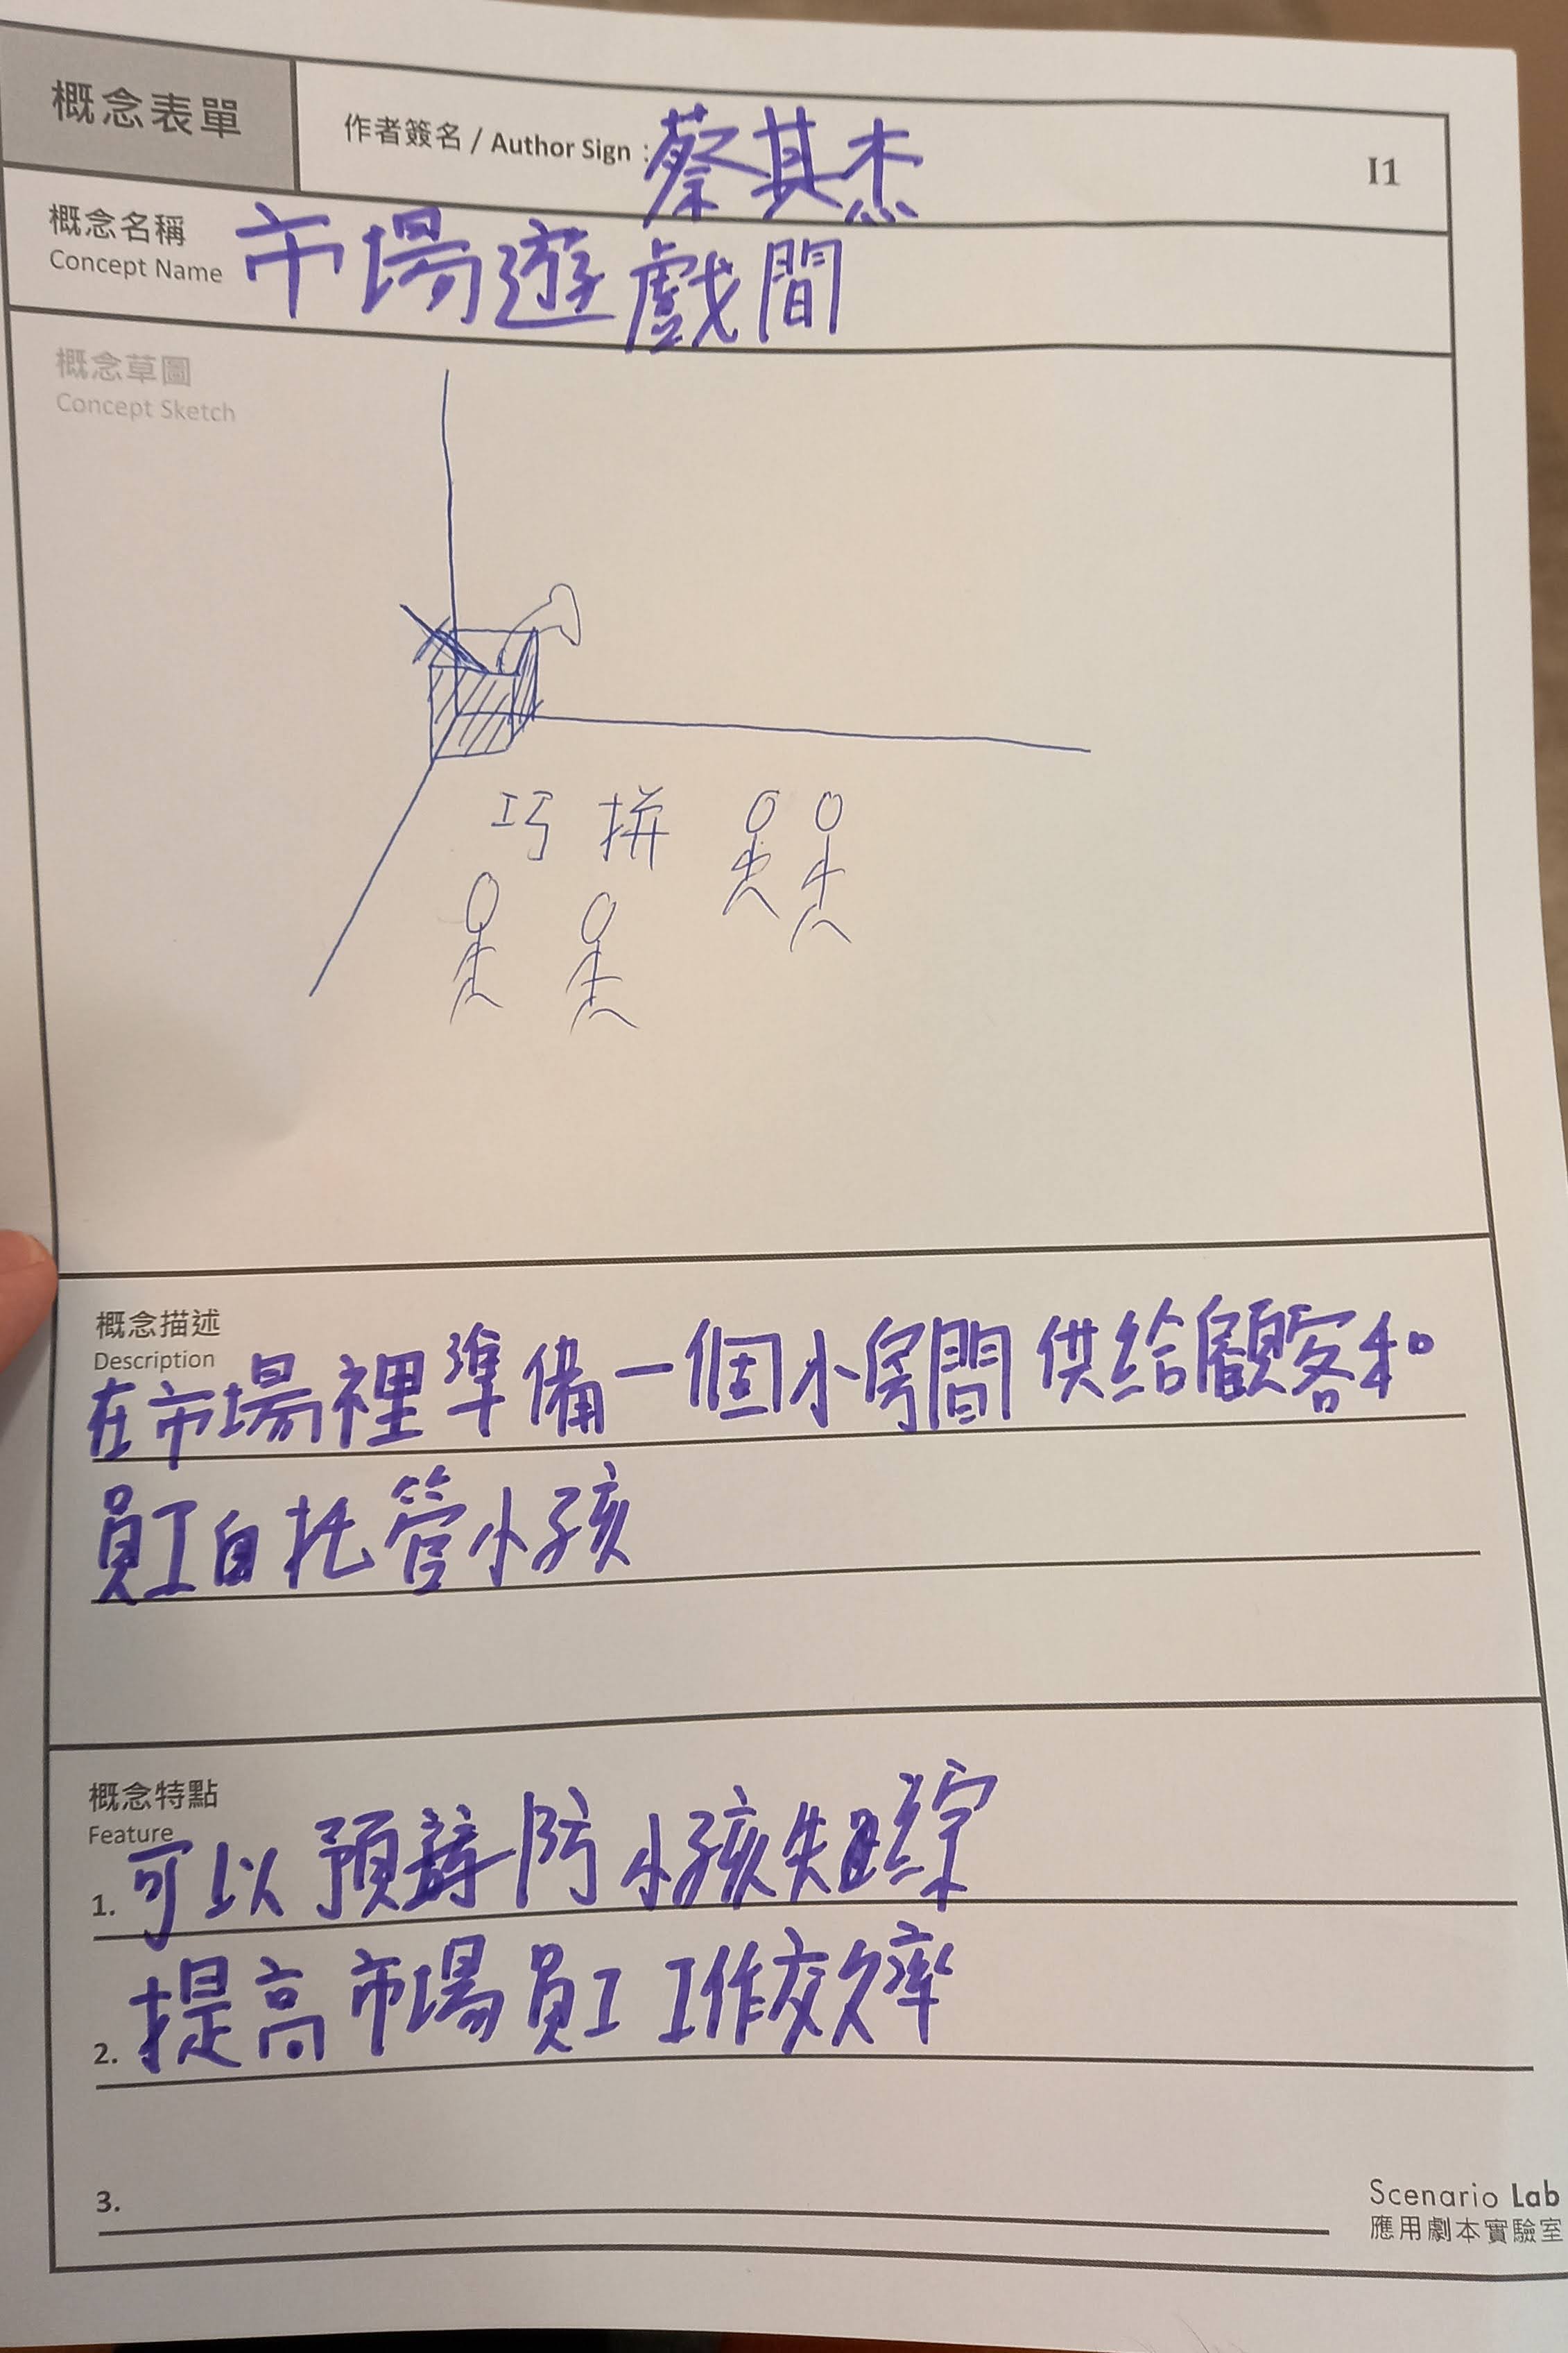 概念表單
作者簽名 / Author Sign : 蔡其杰
I1
概念名稱
Concept Name
市場遊戲間
概念草圖
Concept Sketch
巧拼
概念描述
Description
在市場裡準備一個小房間供給顧客和
員工自托管小孩
概念特點
Feature
1. 可以預防小孩失蹤
2. 提高市場員工工作效率
3.
Scenario Lab
應用劇本實驗室